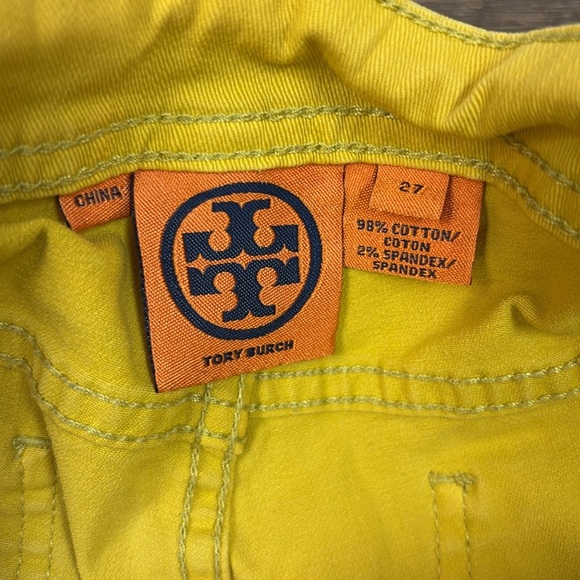 CHINA
TORY BURCH
27
98% COTTON/
COTON
2% SPANDEX/
SPANDEX